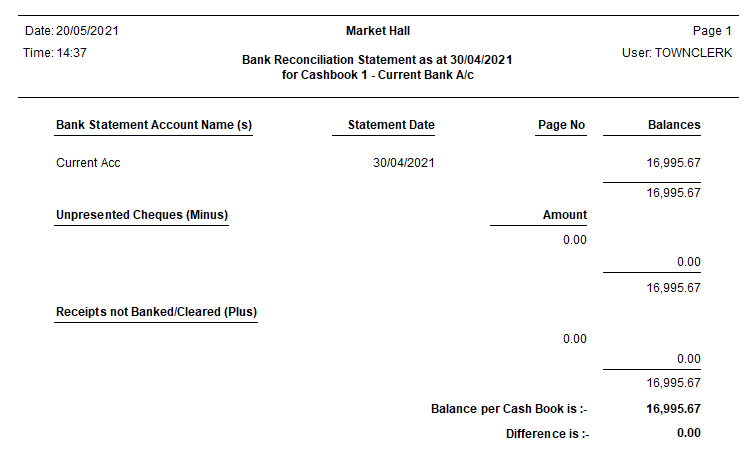 Date: 20/05/2021 Market Hall Page 1
Time: 14:37 User: TOWNCLERK
Bank Reconciliation Statement as at 30/04/2021
for Cashbook 1 - Current Bank A/c
Bank Statement Account Name (s) Statement Date Page No Balances
Current Acc 30/04/2021 16,995.67
16,995.67
Unpresented Cheques (Minus) Amount
0.00
0.00
16,995.67
Receipts not Banked/Cleared (Plus)
0.00
0.00
16,995.67
Balance per Cash Book is :- 16,995.67
Difference is :- 0.00